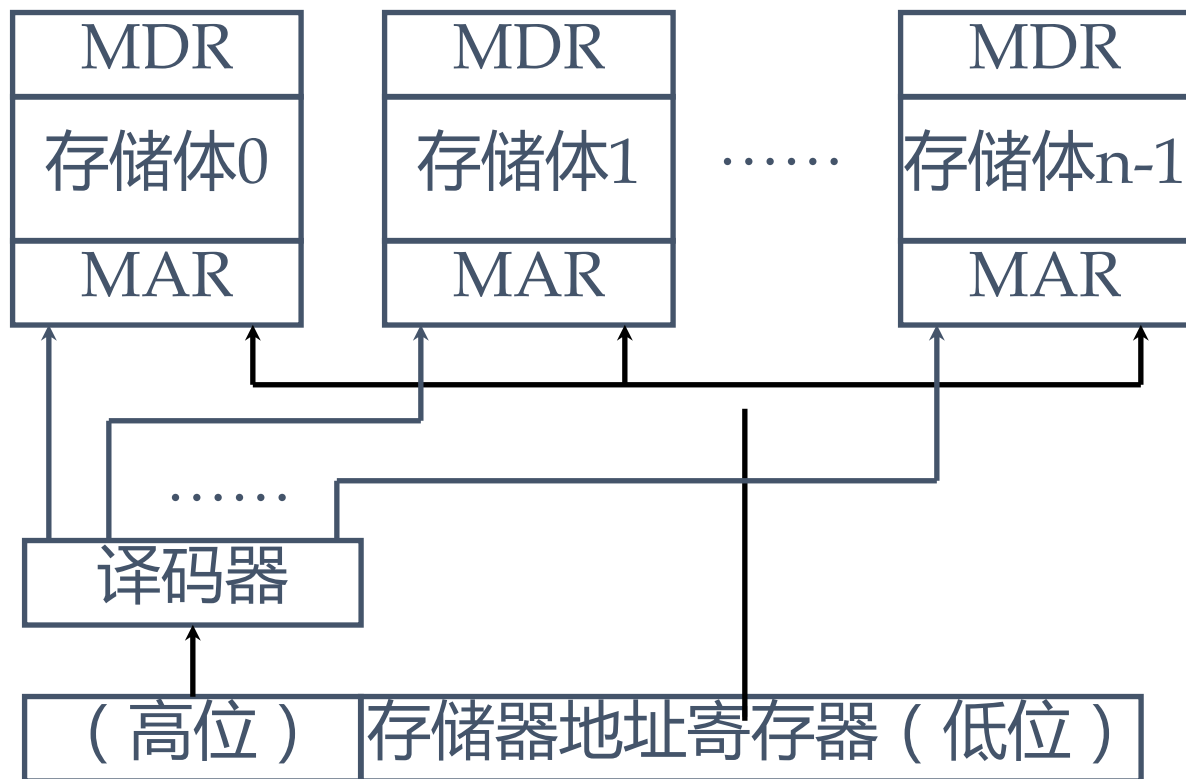 MDR MDR MDR
存储体0 存储体1 …… 存储体n-1
MAR MAR MAR
……
译码器
（高位）存储器地址寄存器（低位）